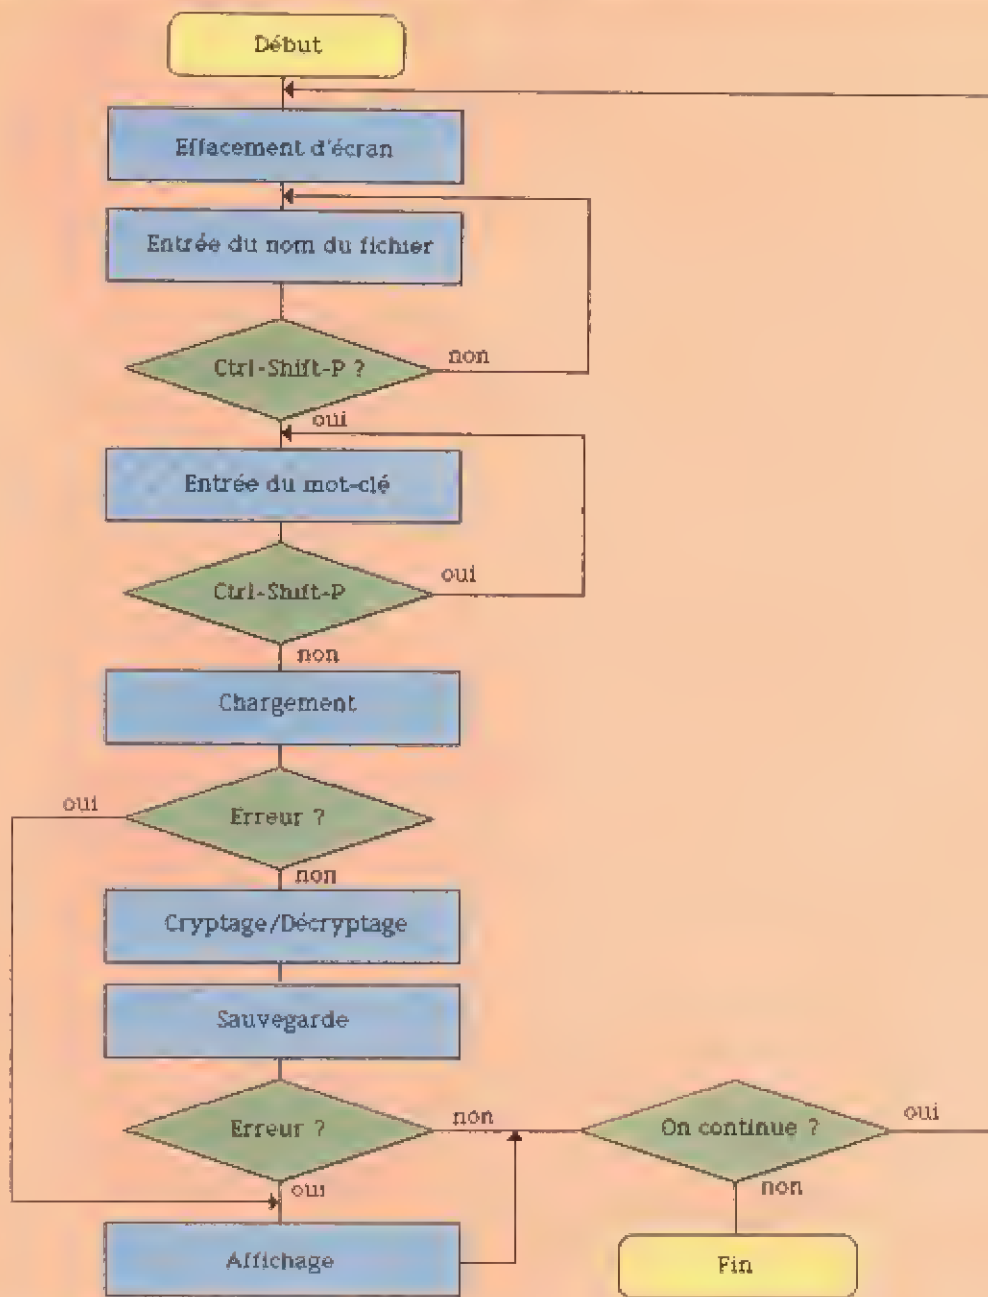 Début
Effacement d'écran
Entrée du nom du fichier
Ctrl-Shift-P ?
non
oui
Entrée du mot-clé
Ctrl-Shift-P
oui
non
Chargement
Erreur ?
oui
non
Cryptage/Décryptage
Sauvegarde
Erreur ?
non
oui
Affichage
On continue ?
oui
non
Fin